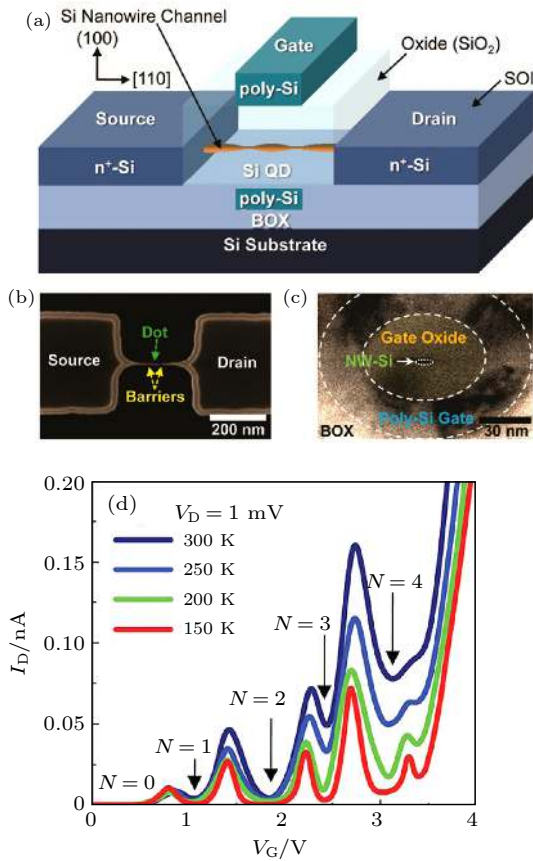 (a)
Si Nanowire Channel
(100)
[110]
Gate
poly-Si
Oxide (SiO₂)
SOI
Source
Drain
n⁺-Si
Si QD
n⁺-Si
poly-Si
BOX
Si Substrate
(b)
Dot
Source
Drain
Barriers
200 nm
(c)
Gate Oxide
NW-Si
Poly-Si Gate
BOX
30 nm
(d)
V_D = 1 mV
300 K
250 K
200 K
150 K
N = 0
N = 1
N = 2
N = 3
N = 4
0.20
0.15
0.10
0.05
0
I_D/nA
0 1 2 3 4
V_G/V